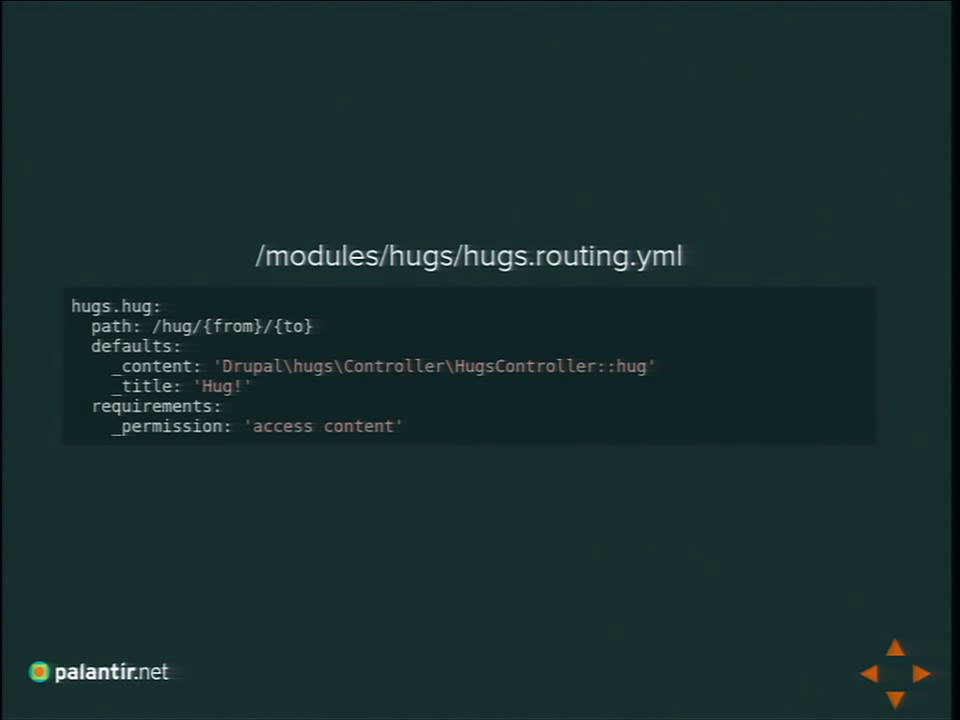 /modules/hugs/hugs.routing.yml
hugs.hug:
  path: /hug/{from}/{to}
  defaults:
    _content: 'Drupal\hugs\Controller\HugsController::hug'
    _title: 'Hug!'
  requirements:
    _permission: 'access content'
palantir.net